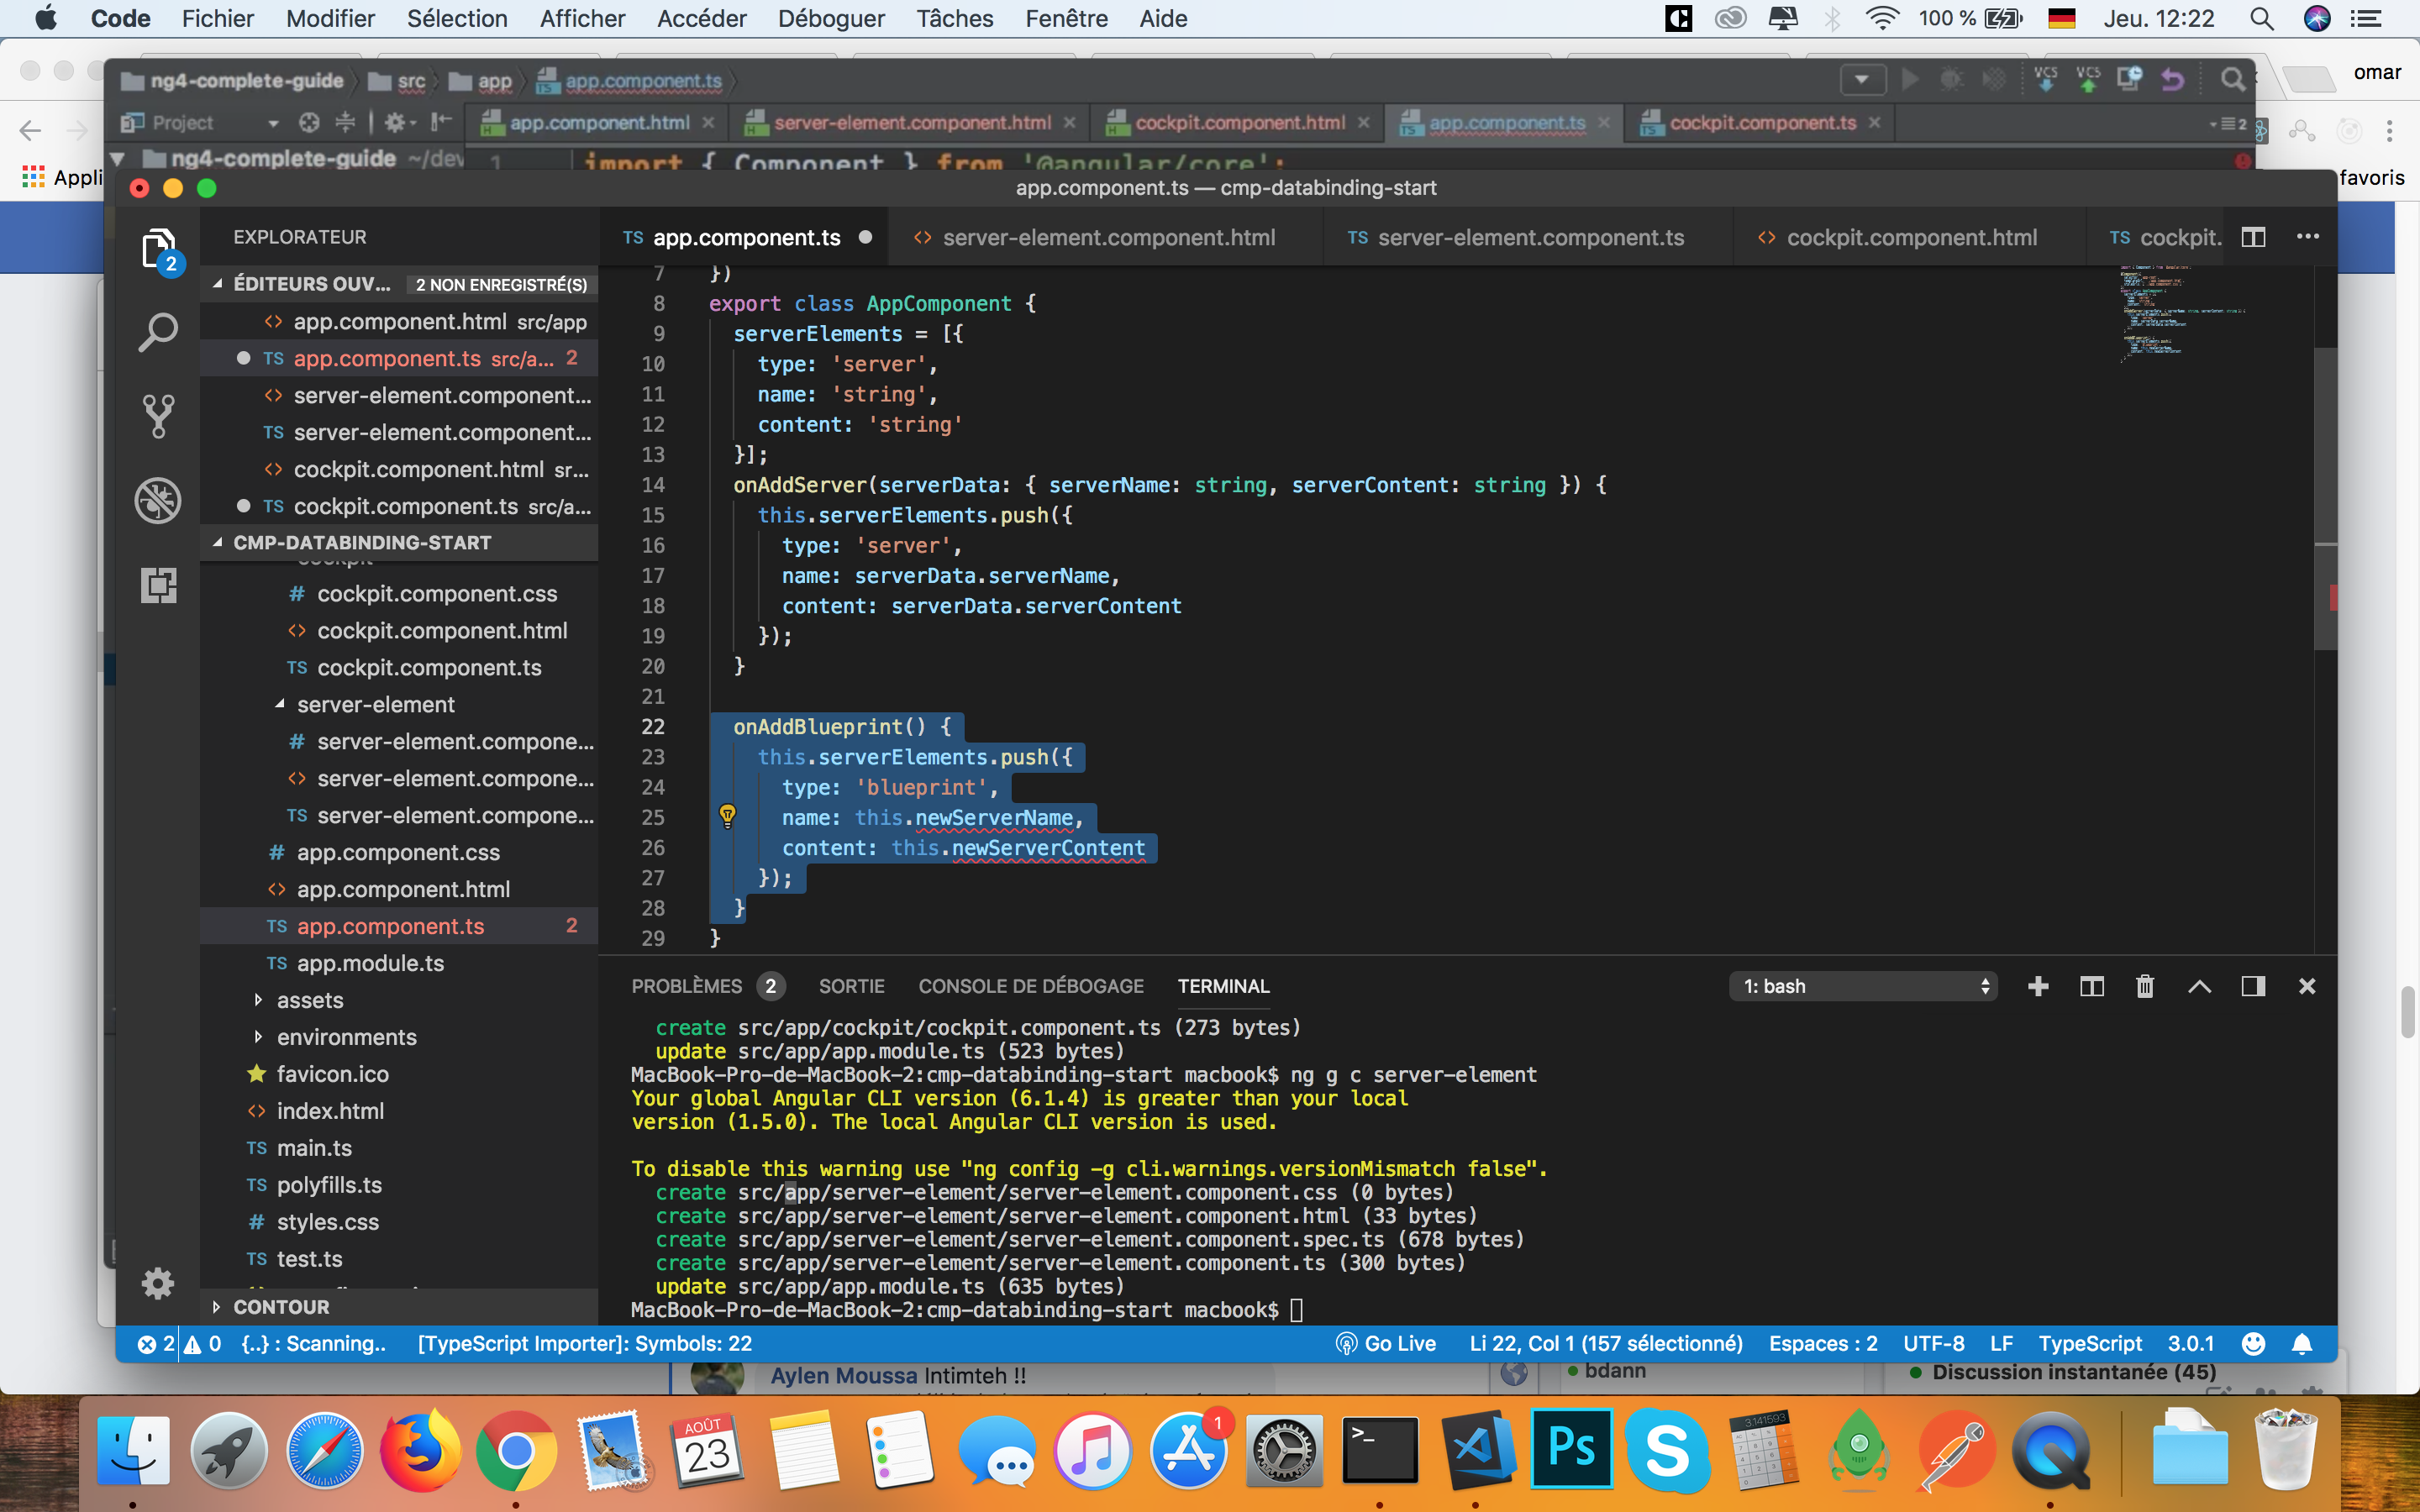 Code Fichier Modifier Sélection Afficher Accéder Déboguer Tâches Fenêtre Aide 100 % Jeu. 12:22
omar
ng4-complete-guide src app app.component.ts
VCS VCS
Project app.component.html server-element.component.html cockpit.component.html app.component.ts cockpit.component.ts 2
ng4-complete-guide ~/dev 1 import { Component } from '@angular/core';
Appli favoris
app.component.ts — cmp-databinding-start
EXPLORATEUR
TS app.component.ts server-element.component.html TS server-element.component.ts cockpit.component.html TS cockpit.
2
ÉDITEURS OUV... 2 NON ENREGISTRÉ(S)
app.component.html src/app
TS app.component.ts src/a... 2
server-element.component...
TS server-element.component...
cockpit.component.html sr...
TS cockpit.component.ts src/a...
CMP-DATABINDING-START
cockpit
# cockpit.component.css
cockpit.component.html
TS cockpit.component.ts
server-element
# server-element.compone...
server-element.compone...
TS server-element.compone...
# app.component.css
app.component.html
TS app.component.ts 2
TS app.module.ts
assets
environments
favicon.ico
index.html
TS main.ts
TS polyfills.ts
# styles.css
TS test.ts
CONTOUR
7 })
8 export class AppComponent {
9 serverElements = [{
10 type: 'server',
11 name: 'string',
12 content: 'string'
13 }];
14 onAddServer(serverData: { serverName: string, serverContent: string }) {
15 this.serverElements.push({
16 type: 'server',
17 name: serverData.serverName,
18 content: serverData.serverContent
19 });
20 }
21
22 onAddBlueprint() {
23 this.serverElements.push({
24 type: 'blueprint',
25 name: this.newServerName,
26 content: this.newServerContent
27 });
28 }
29 }
PROBLÈMES 2 SORTIE CONSOLE DE DÉBOGAGE TERMINAL 1: bash
create src/app/cockpit/cockpit.component.ts (273 bytes)
update src/app/app.module.ts (523 bytes)
MacBook-Pro-de-MacBook-2:cmp-databinding-start macbook$ ng g c server-element
Your global Angular CLI version (6.1.4) is greater than your local
version (1.5.0). The local Angular CLI version is used.
To disable this warning use "ng config -g cli.warnings.versionMismatch false".
create src/app/server-element/server-element.component.css (0 bytes)
create src/app/server-element/server-element.component.html (33 bytes)
create src/app/server-element/server-element.component.spec.ts (678 bytes)
create src/app/server-element/server-element.component.ts (300 bytes)
update src/app/app.module.ts (635 bytes)
MacBook-Pro-de-MacBook-2:cmp-databinding-start macbook$
2 0 {..} : Scanning.. [TypeScript Importer]: Symbols: 22 Go Live Li 22, Col 1 (157 sélectionné) Espaces : 2 UTF-8 LF TypeScript 3.0.1
Aylen Moussa Intimteh !! bdann Discussion instantanée (45)
AOÛT
23
1
>_
Ps
S
3.141593